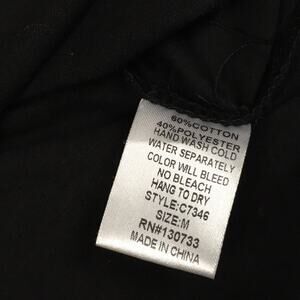 60%COTTON
40%POLYESTER
HAND WASH COLD
WATER SEPARATELY
COLOR WILL BLEED
NO BLEACH
HANG TO DRY
STYLE:C7346
SIZE:M
RN#130733
MADE IN CHINA